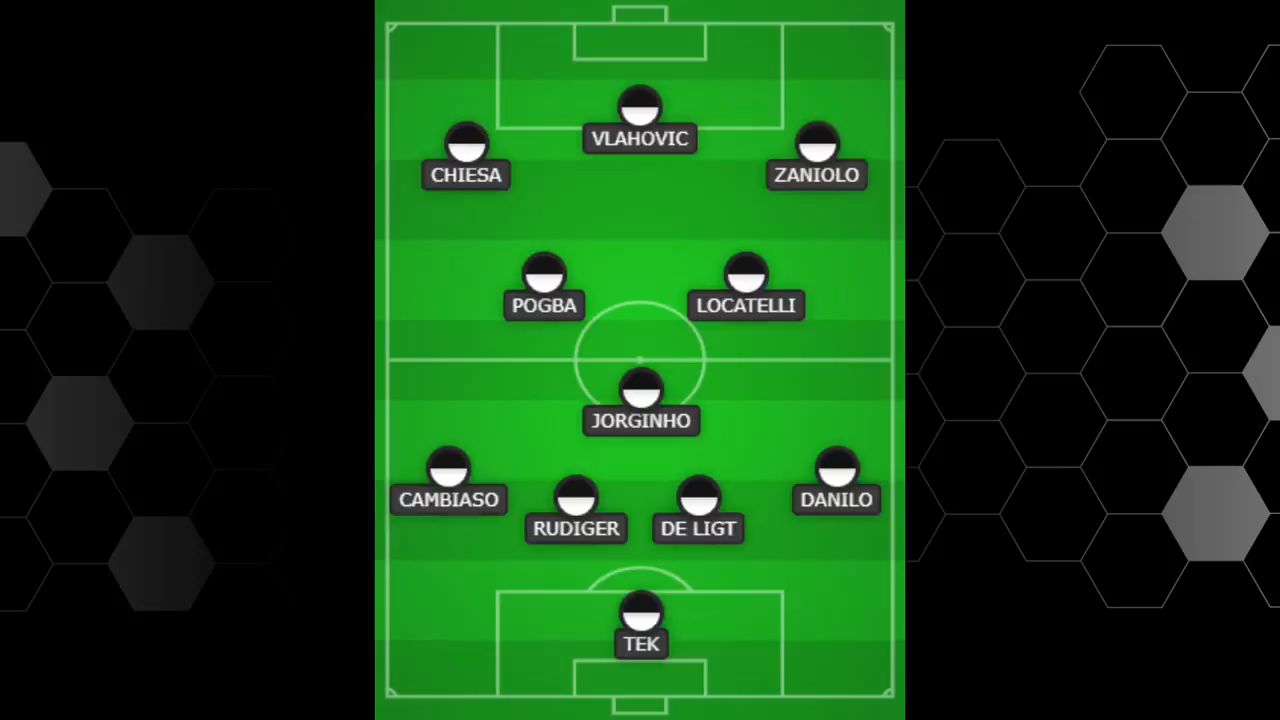 VLAHOVIC
CHIESA
ZANIOLO
POGBA
LOCATELLI
JORGINHO
CAMBIASO
DANILO
RUDIGER
DE LIGT
TEK